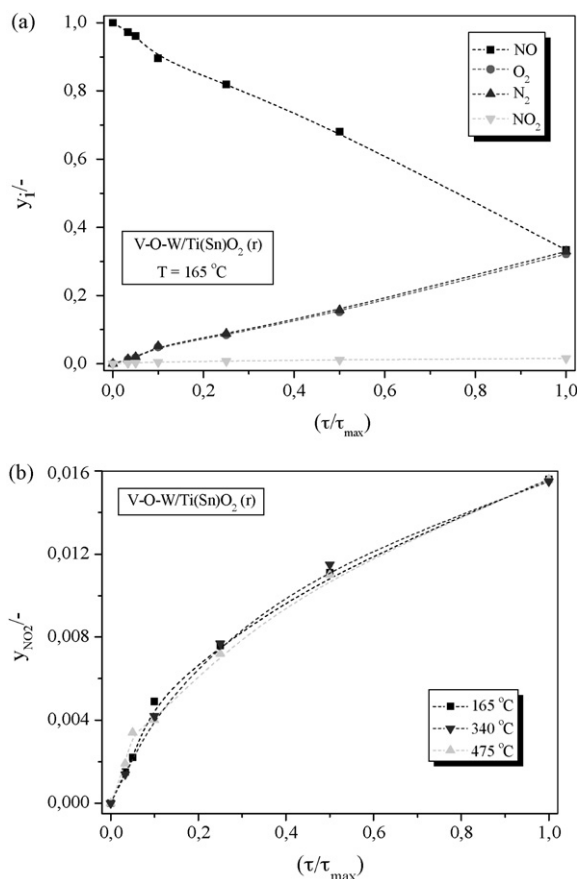 (a)
1,0
0,8
0,6
0,4
0,2
0,0
yi/-
NO
O2
N2
NO2
V-O-W/Ti(Sn)O2 (r)
T = 165 °C
0,0 0,2 0,4 0,6 0,8 1,0
(τ/τmax)
(b)
0,016
0,012
0,008
0,004
0,000
yNO2/-
V-O-W/Ti(Sn)O2 (r)
165 °C
340 °C
475 °C
0,0 0,2 0,4 0,6 0,8 1,0
(τ/τmax)